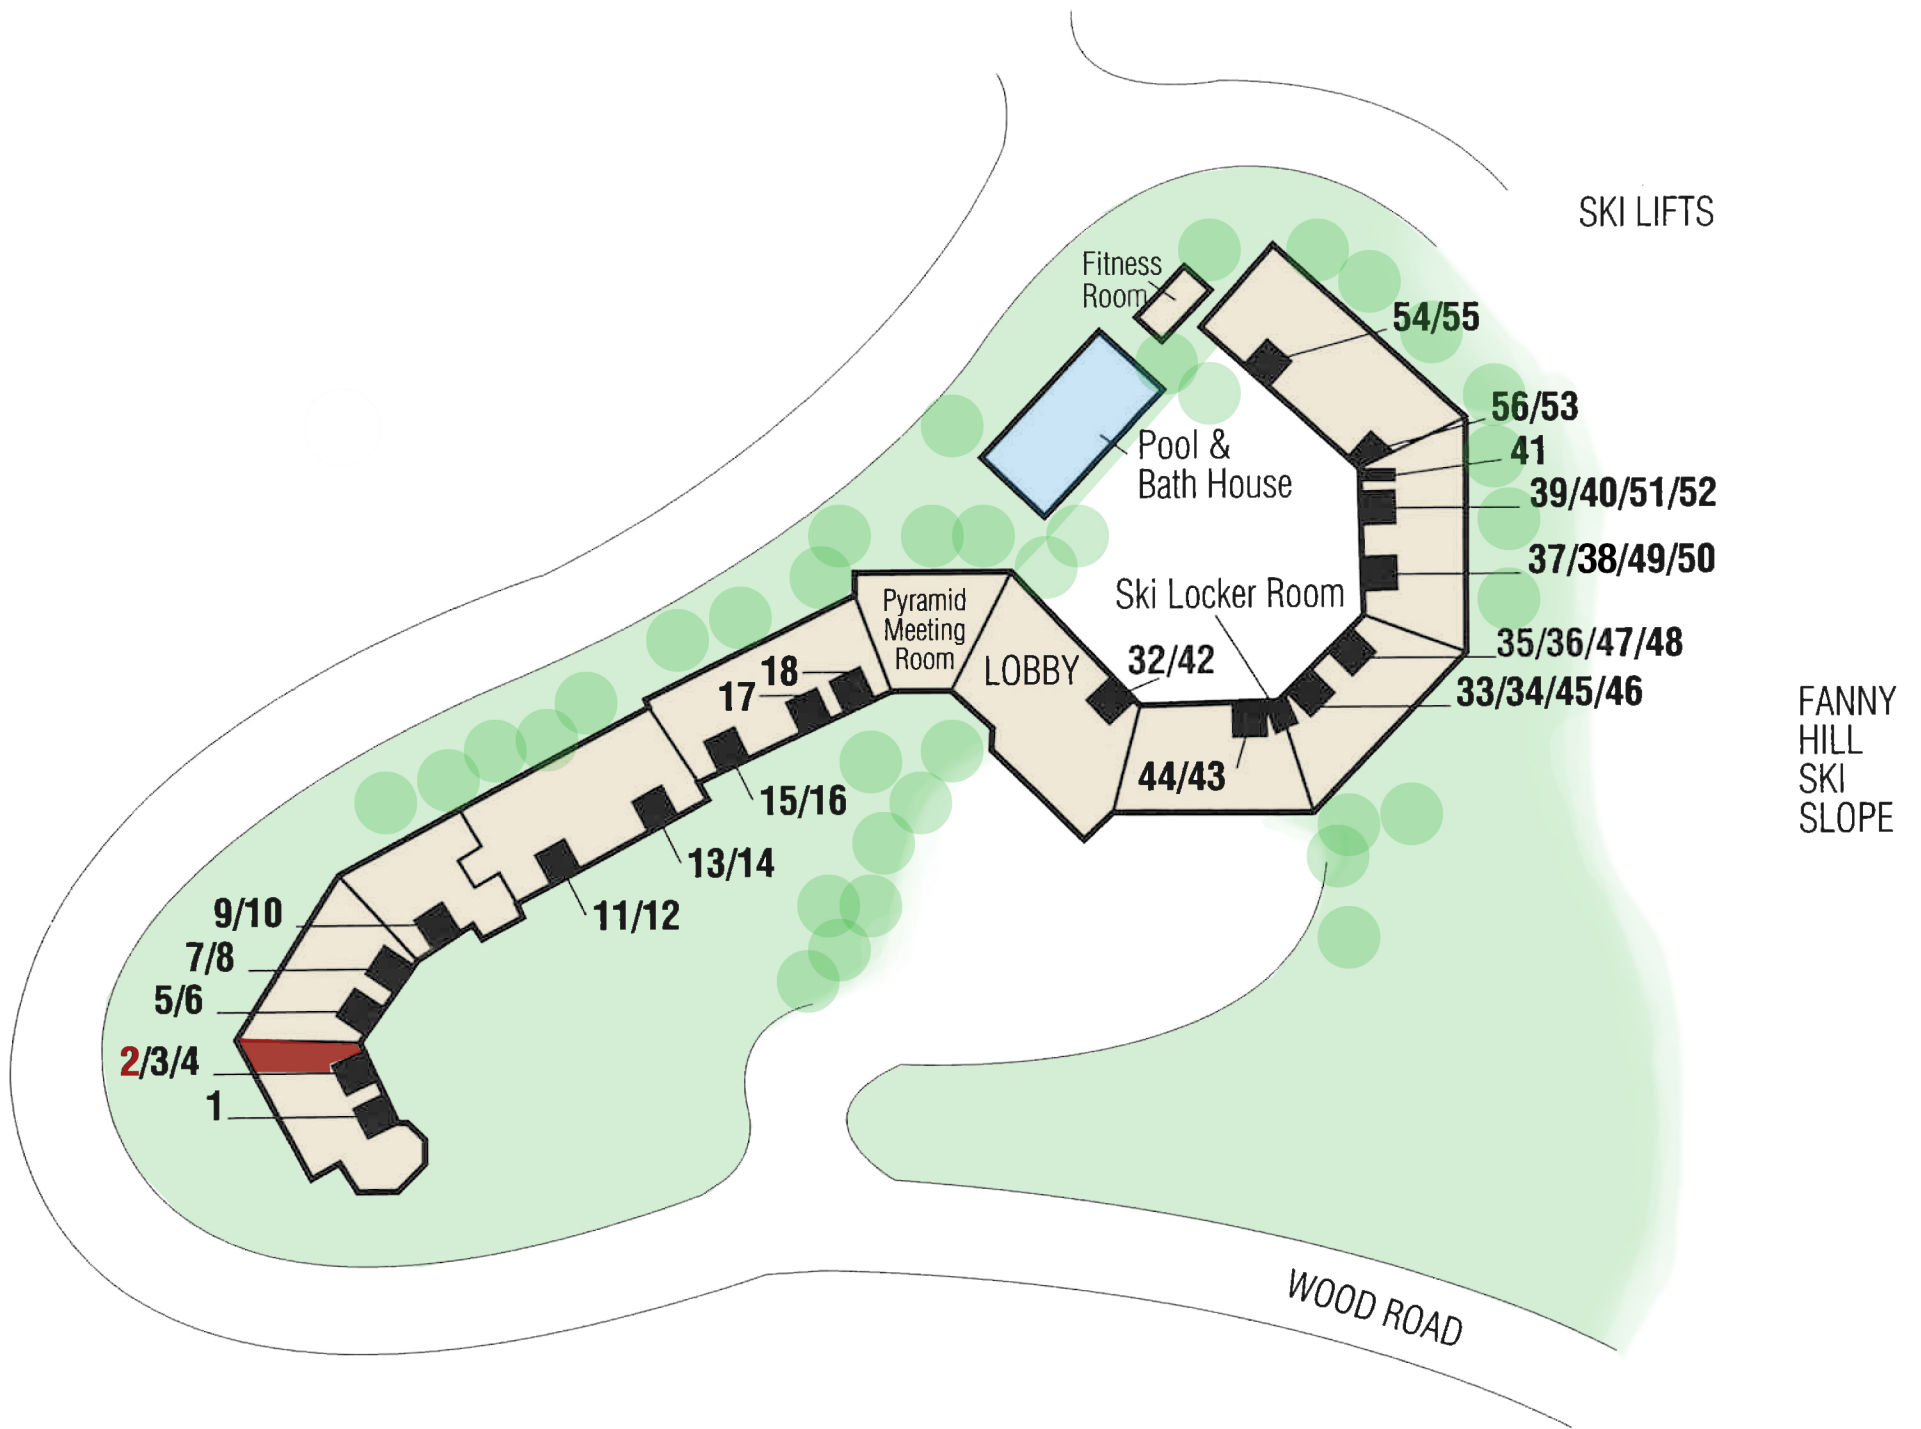 SKI LIFTS
Fitness
Room
54/55
56/53
41
Pool &
Bath House
39/40/51/52
37/38/49/50
Ski Locker Room
Pyramid
Meeting
Room
LOBBY
32/42
35/36/47/48
33/34/45/46
18
17
44/43
15/16
13/14
11/12
FANNY
HILL
SKI
SLOPE
9/10
7/8
5/6
2/3/4
1
WOOD ROAD